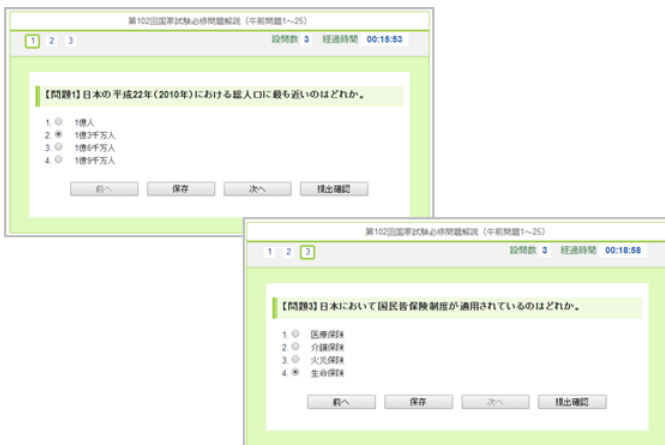 第102回国家試験必修問題解説（午前問題1～25）
1 2 3 設問数 3 経過時間 00:15:53
【問題1】日本の平成22年（2010年）における総人口に最も近いのはどれか。
1. 1億人
2. 1億3千万人
3. 1億6千万人
4. 1億9千万人
前へ 保存 次へ 提出確認
第102回国家試験必修問題解説（午前問題1～25）
1 2 3 設問数 3 経過時間 00:18:58
【問題3】日本において国民皆保険制度が適用されているのはどれか。
1. 医療保険
2. 介護保険
3. 火災保険
4. 生命保険
前へ 保存 次へ 提出確認